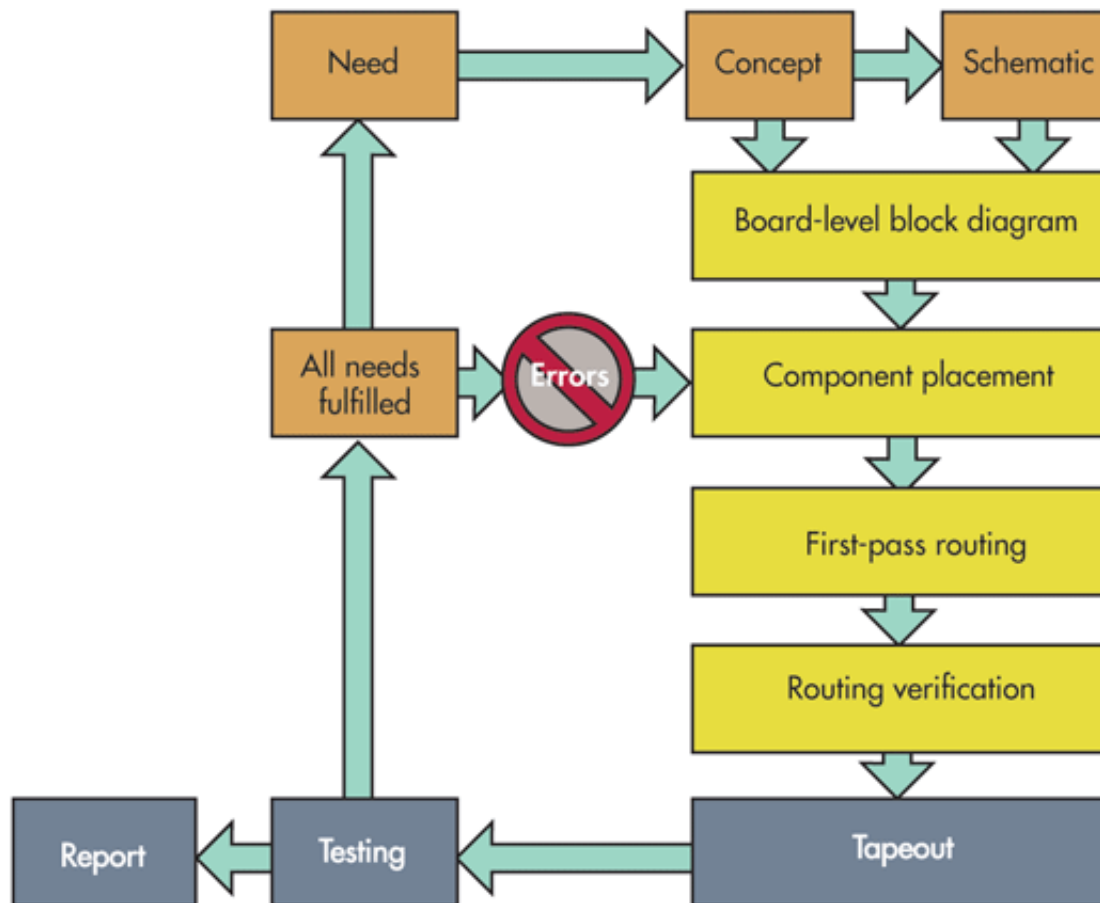 Need
Concept
Schematic
Board-level block diagram
All needs
fulfilled
Errors
Component placement
First-pass routing
Routing verification
Report
Testing
Tapeout